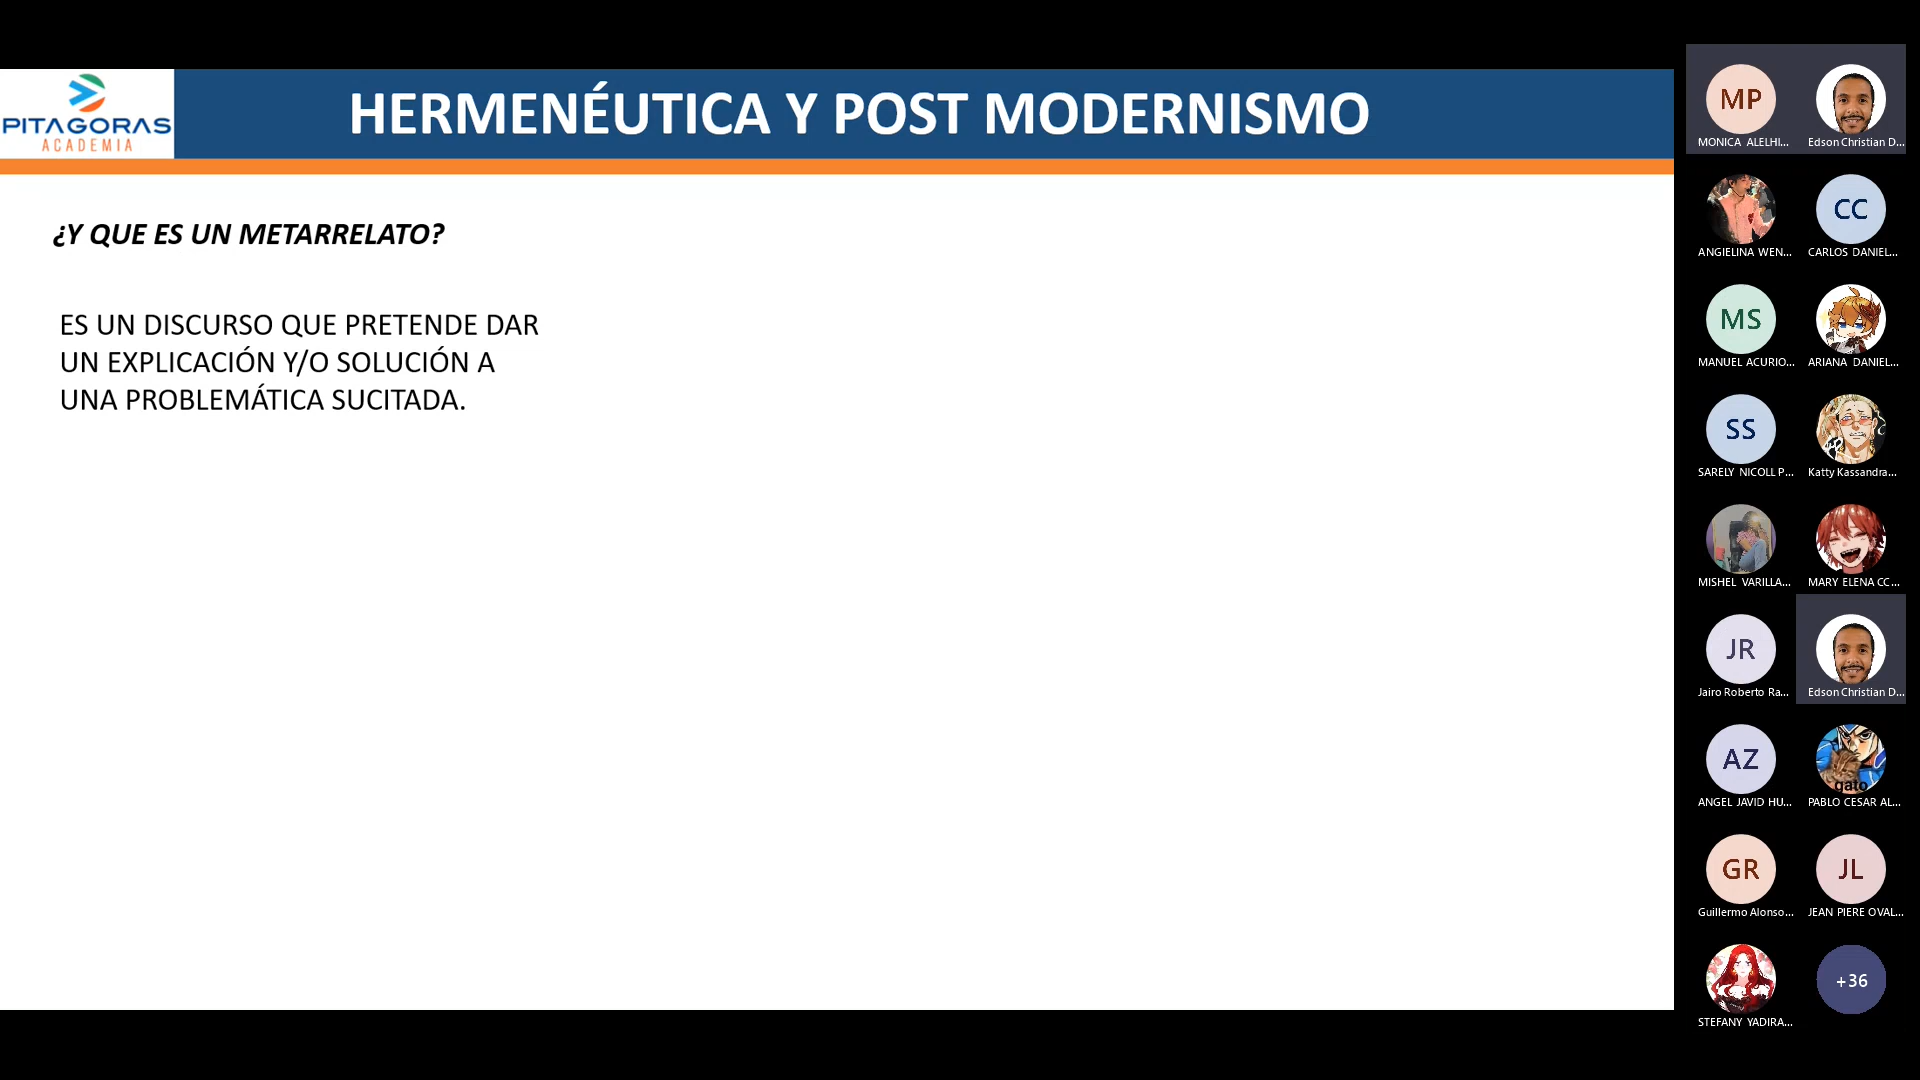 PITAGORAS
ACADEMIA
HERMENÉUTICA Y POST MODERNISMO
¿Y QUE ES UN METARRELATO?
ES UN DISCURSO QUE PRETENDE DAR
UN EXPLICACIÓN Y/O SOLUCIÓN A
UNA PROBLEMÁTICA SUCITADA.
MP
MONICA ALELHI...
Edson Christian D...
ANGIELINA WEN...
CC
CARLOS DANIEL...
MS
MANUEL ACURIO...
ARIANA DANIEL...
SS
SARELY NICOLL P...
Katty Kassandra...
MISHEL VARILLA...
MARY ELENA CC...
JR
Jairo Roberto Ra...
Edson Christian D...
AZ
ANGEL JAVID HU...
gato
PABLO CESAR AL...
GR
Guillermo Alonso...
JL
JEAN PIERE OVAL...
STEFANY YADIRA...
+36